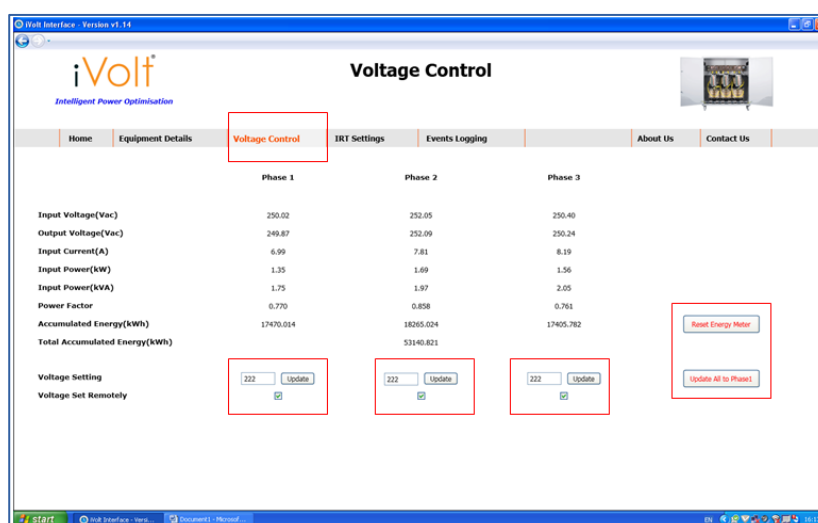 iVolt Interface - Version v1.14
iVolt
Voltage Control
Intelligent Power Optimisation
Home Equipment Details Voltage Control IRT Settings Events Logging About Us Contact Us
Phase 1 Phase 2 Phase 3
Input Voltage(Vac) 250.02 252.05 250.40
Output Voltage(Vac) 249.87 252.09 250.24
Input Current(A) 6.99 7.81 8.19
Input Power(kW) 1.35 1.69 1.56
Input Power(kVA) 1.75 1.97 2.05
Power Factor 0.770 0.858 0.761
Accumulated Energy(kWh) 17470.014 18265.024 17405.782 Reset Energy Meter
Total Accumulated Energy(kWh) 53140.821
Voltage Setting 222 Update 222 Update 222 Update Update All to Phase1
Voltage Set Remotely
start iVolt Interface - Versi... Document1 - Microsof... EN